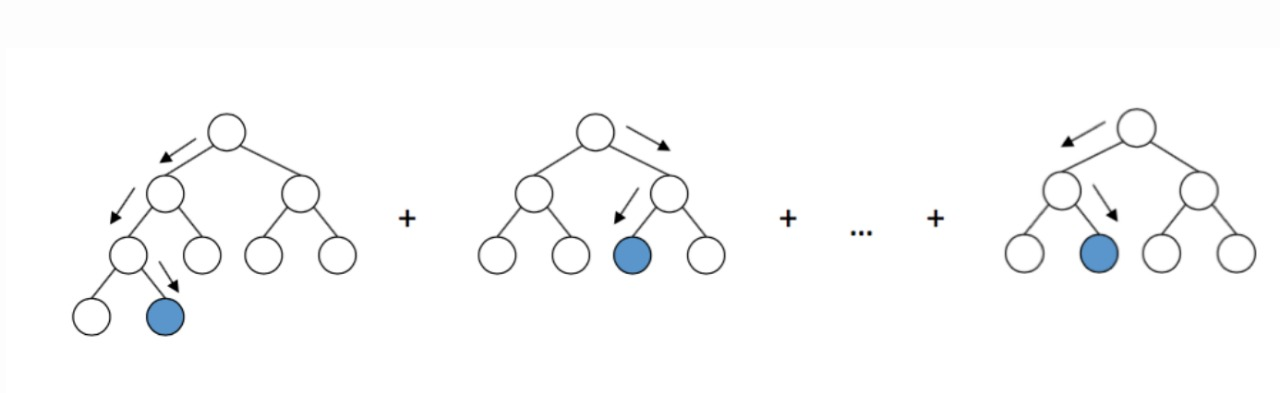 + + ... +